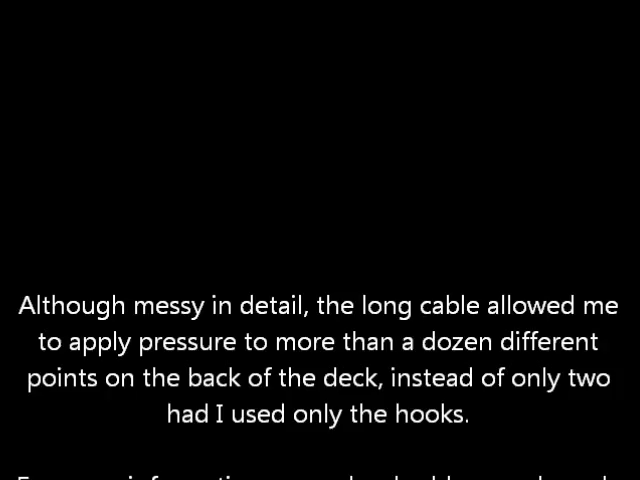 Although messy in detail, the long cable allowed me
to apply pressure to more than a dozen different
points on the back of the deck, instead of only two
had I used only the hooks.